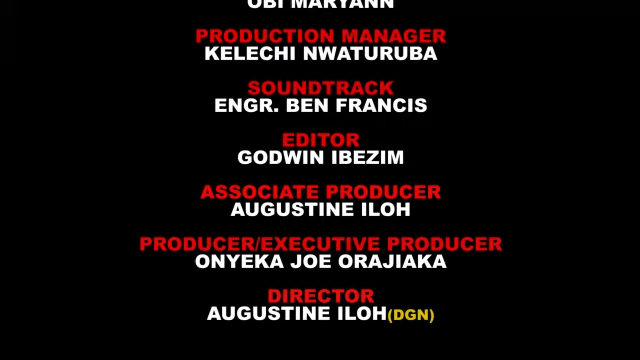 OBI MARYANN
PRODUCTION MANAGER
KELECHI NWATURUBA
SOUNDTRACK
ENGR. BEN FRANCIS
EDITOR
GODWIN IBEZIM
ASSOCIATE PRODUCER
AUGUSTINE ILOH
PRODUCER/EXECUTIVE PRODUCER
ONYEKA JOE ORAJIAKA
DIRECTOR
AUGUSTINE ILOH(DGN)